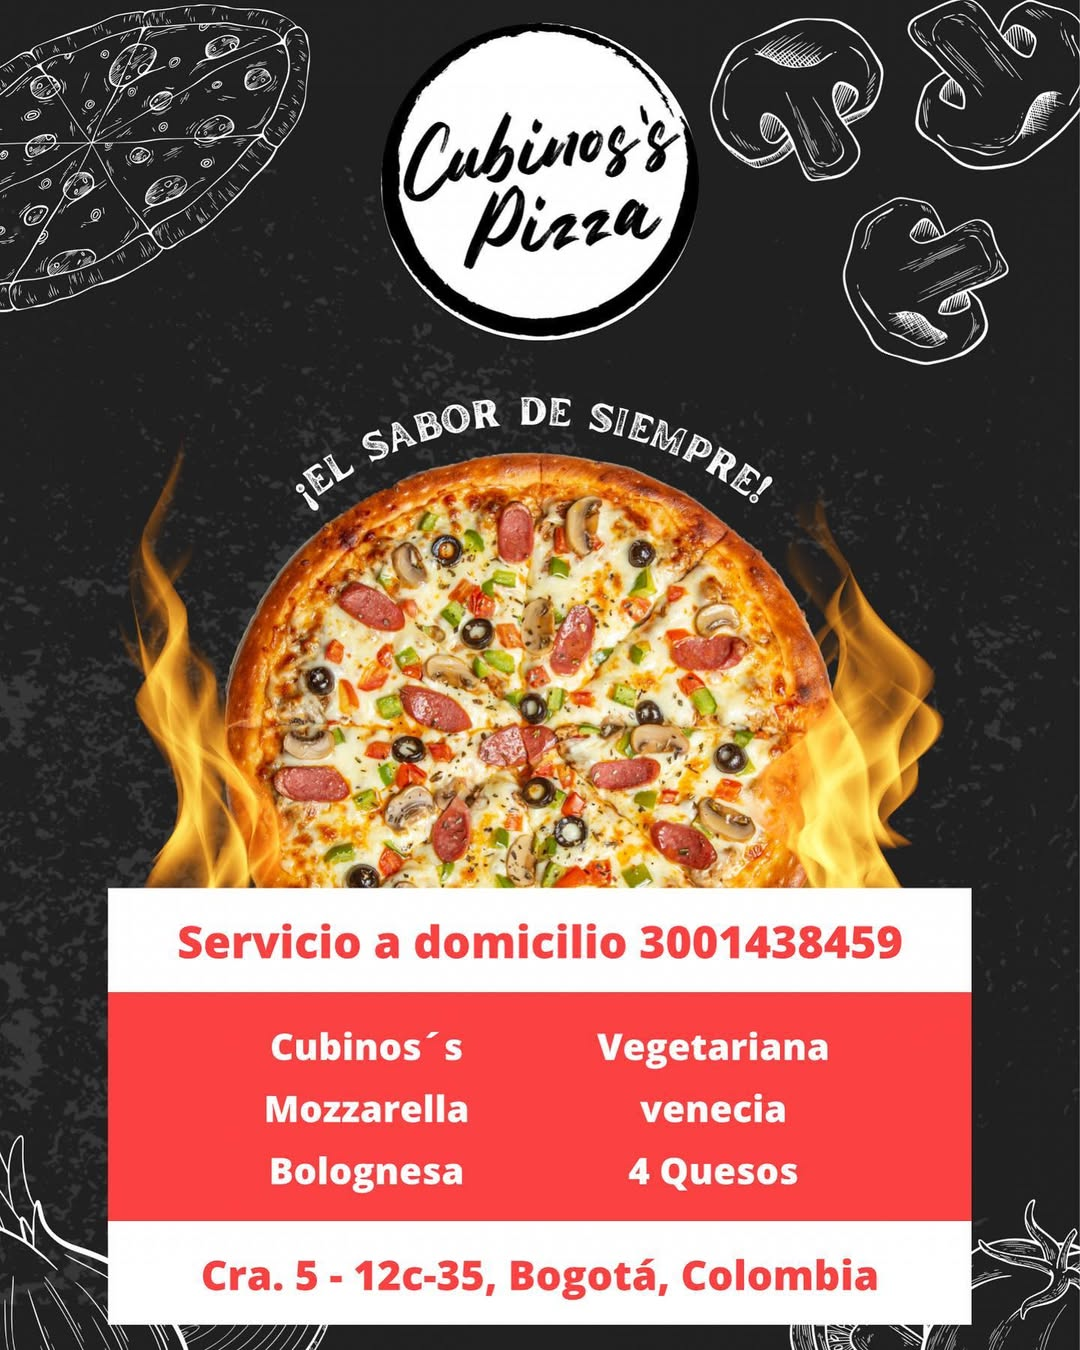 Cubinos's
Pizza
¡EL SABOR DE SIEMPRE!
Servicio a domicilio 3001438459
Cubinos´s
Mozzarella
Bolognesa
Vegetariana
venecia
4 Quesos
Cra. 5 - 12c-35, Bogotá, Colombia